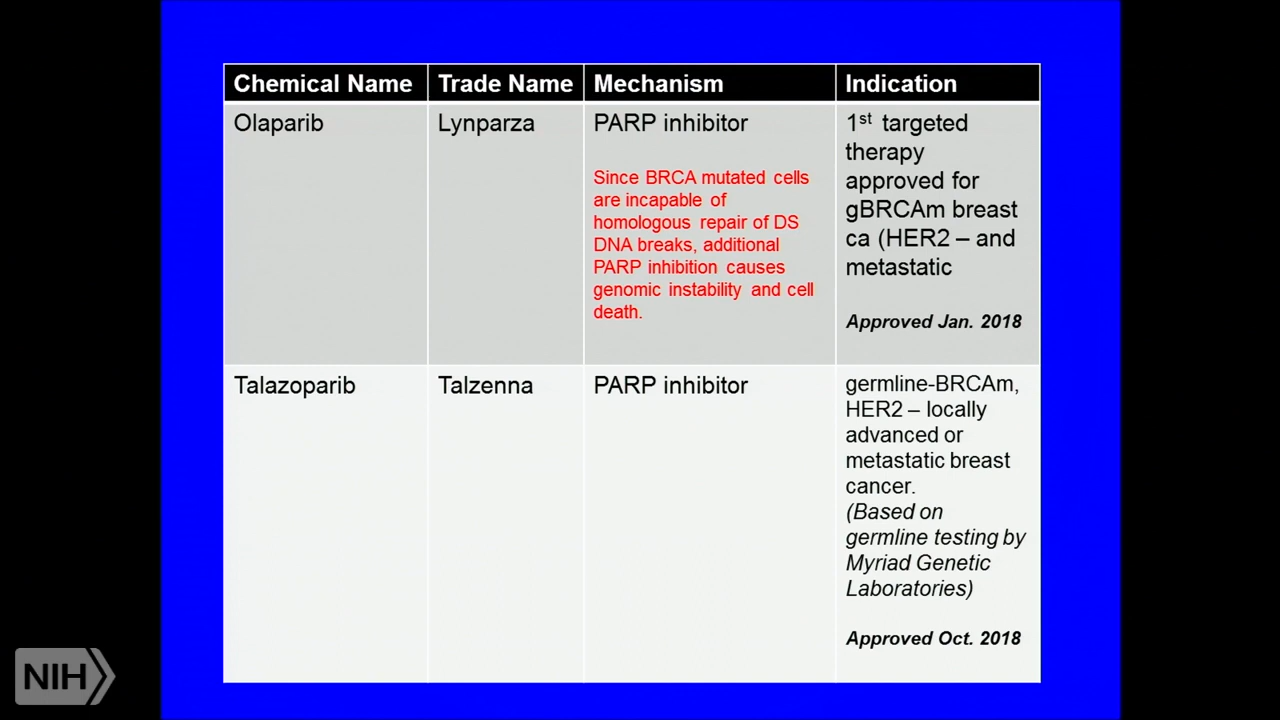 Chemical Name Trade Name Mechanism Indication
Olaparib Lynparza PARP inhibitor
Since BRCA mutated cells
are incapable of
homologous repair of DS
DNA breaks, additional
PARP inhibition causes
genomic instability and cell
death.
1st targeted
therapy
approved for
gBRCAm breast
ca (HER2 – and
metastatic
Approved Jan. 2018
Talazoparib Talzenna PARP inhibitor
germline-BRCAm,
HER2 – locally
advanced or
metastatic breast
cancer.
(Based on
germline testing by
Myriad Genetic
Laboratories)
Approved Oct. 2018
NIH